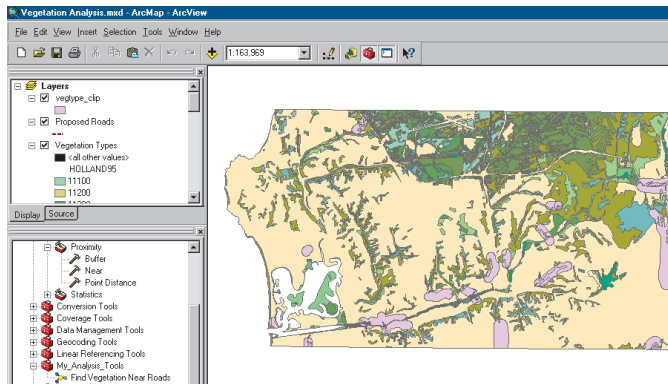 Vegetation Analysis.mxd - ArcMap - ArcView
File Edit View Insert Selection Tools Window Help
1:163,969
Layers
vegtype_clip
Proposed Roads
Vegetation Types
<all other values>
HOLLAND95
11100
11200
Display Source
Proximity
Buffer
Near
Point Distance
Statistics
Conversion Tools
Coverage Tools
Data Management Tools
Geocoding Tools
Linear Referencing Tools
My_Analysis_Tools
Find Vegetation Near Roads